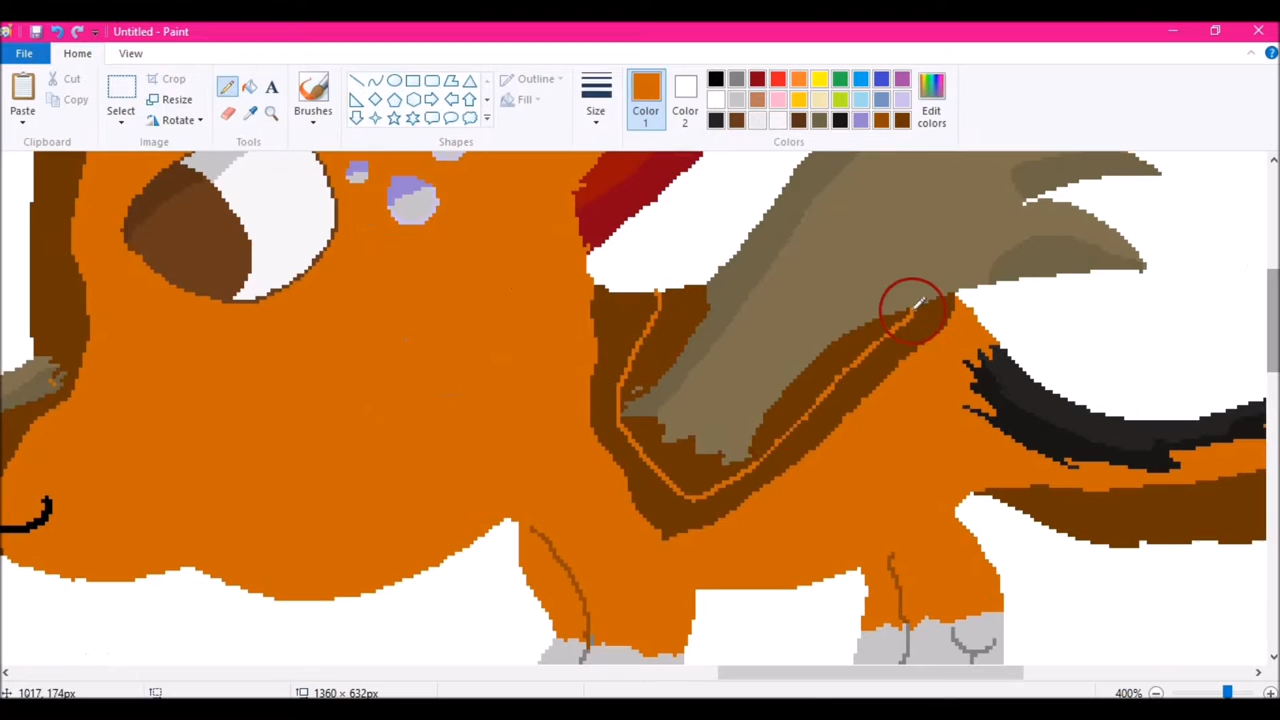 Untitled - Paint
File Home View
Cut
Copy
Paste
Clipboard
Crop
Resize
Rotate
Select
Image
A
Tools
Brushes
Outline
Fill
Shapes
Size
Color 1
Color 2
Edit colors
Colors
1017, 174px
1360 × 632px
400%